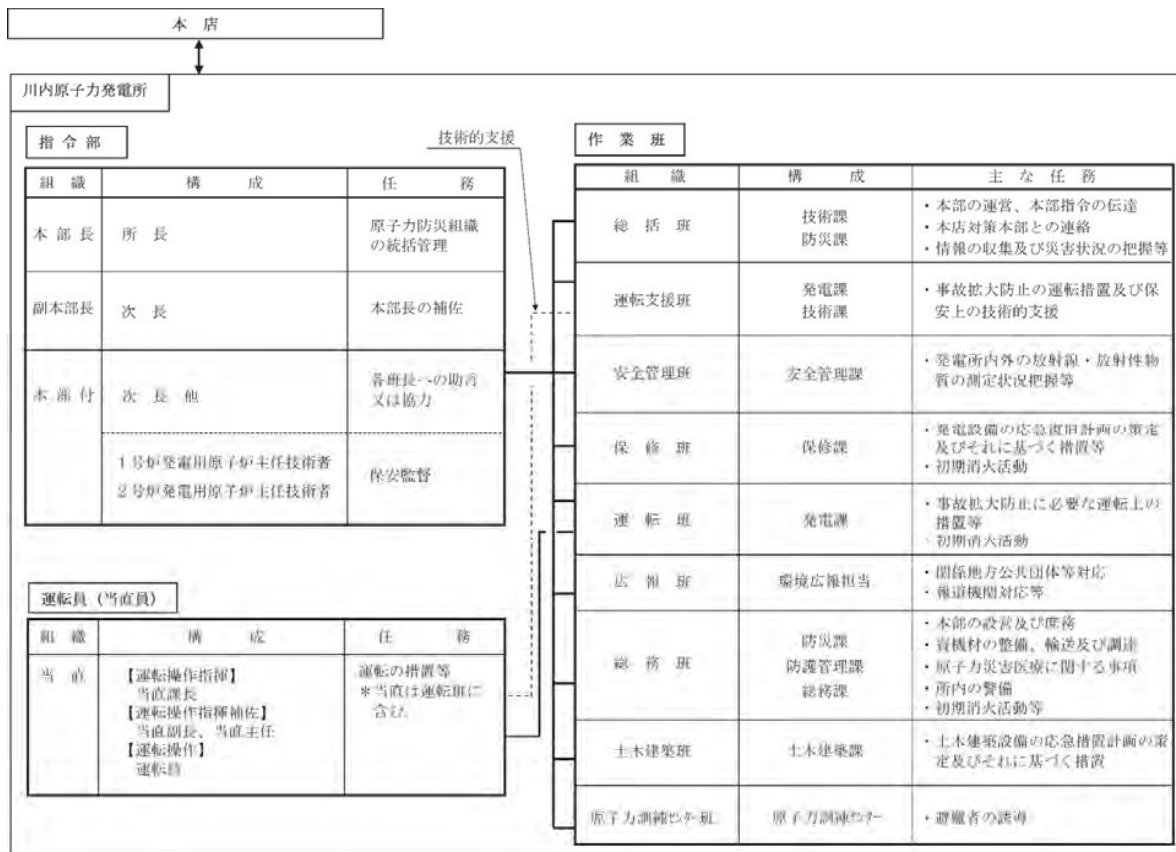 本店
川内原子力発電所
指令部
技術的支援
組織 構成 任務
本部長 所長 原子力防災組織
の統括管理
副本部長 次長 本部長の補佐
本部付 次長他 各班長への助言
又は協力
1号炉発電用原子炉主任技術者
2号炉発電用原子炉主任技術者
保安監督
運転員(当直員)
組織 構成 任務
当直 【運転操作指揮】
当直課長
【運転操作指揮補佐】
当直副長、当直主任
【運転操作】
運転員
運転の措置等
*当直は運転班に
含む
作業班
組織 構成 主な任務
総括班 技術課
防災課
・本部の運営、本部指令の伝達
・本店対策本部との連絡
・情報の収集及び災害状況の把握等
運転支援班 発電課
技術課
・事故拡大防止の運転措置及び保
安上の技術的支援
安全管理班 安全管理課
・発電所内外の放射線・放射性物
質の測定状況把握等
保修班 保修課
・発電設備の応急復旧計画の策定
及びそれに基づく措置等
・初期消火活動
運転班 発電課
・事故拡大防止に必要な運転上の
措置等
・初期消火活動
広報班 環境広報担当
・関係地方公共団体等対応
・報道機関対応等
総務班 防災課
防護管理課
総務課
・本部の設営及び庶務
・資機材の整備、輸送及び調達
・原子力災害医療に関する事項
・所内の警備
・初期消火活動等
土木建築班 土木建築課
・土木建築設備の応急措置計画の策
定及びそれに基づく措置
原子力訓練センター班 原子力訓練センター ・避難者の誘導